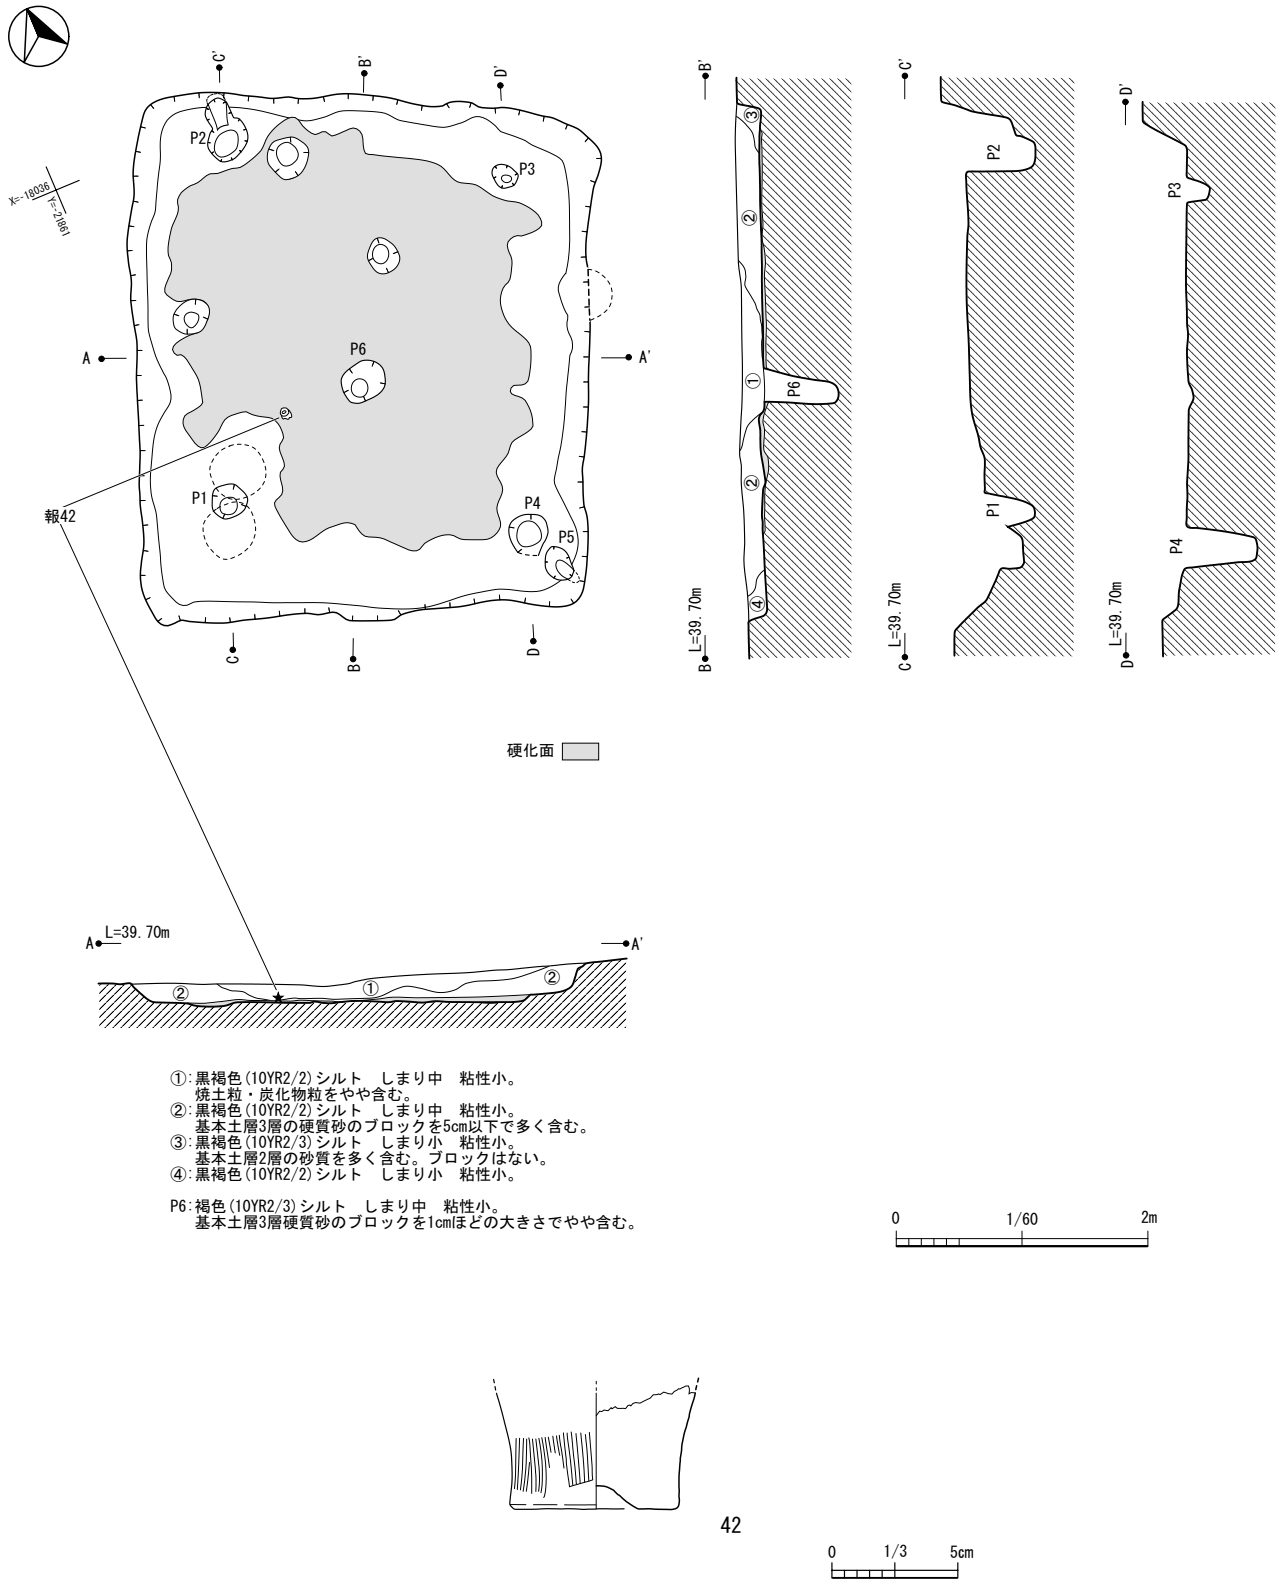 C'
B'
D'
P2
P3
X=-18036
Y=-21861
A
A'
P6
P1
P4
P5
報42
C
B
D
B'
③
②
①
P6
②
④
L=39.70m
B
C'
P2
P1
L=39.70m
C
D'
P3
P4
L=39.70m
D
硬化面
A
L=39.70m
A'
②
①
②
①:黒褐色(10YR2/2)シルト　しまり中　粘性小。
焼土粒・炭化物粒をやや含む。
②:黒褐色(10YR2/2)シルト　しまり中　粘性小。
基本土層3層の硬質砂のブロックを5cm以下で多く含む。
③:黒褐色(10YR2/3)シルト　しまり小　粘性小。
基本土層2層の砂質を多く含む。ブロックはない。
④:黒褐色(10YR2/2)シルト　しまり小　粘性小。
P6:褐色(10YR2/3)シルト　しまり中　粘性小。
基本土層3層硬質砂のブロックを1cmほどの大きさでやや含む。
0 1/60 2m
42
0 1/3 5cm